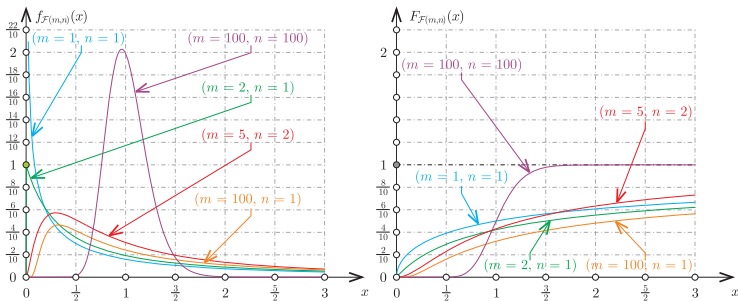 f_{F(m,n)}(x)
22/10
(m = 1, n = 1)
(m = 100, n = 100)
2
18/10
(m = 2, n = 1)
16/10
14/10
(m = 5, n = 2)
12/10
1
8/10
(m = 100, n = 1)
6/10
4/10
2/10
0
0 1/2 1 3/2 2 5/2 3 x
F_{F(m,n)}(x)
2
(m = 100, n = 100)
(m = 5, n = 2)
1
(m = 1, n = 1)
8/10
6/10
4/10
(m = 2, n = 1) (m = 100, n = 1)
2/10
0
0 1/2 1 3/2 2 5/2 3 x